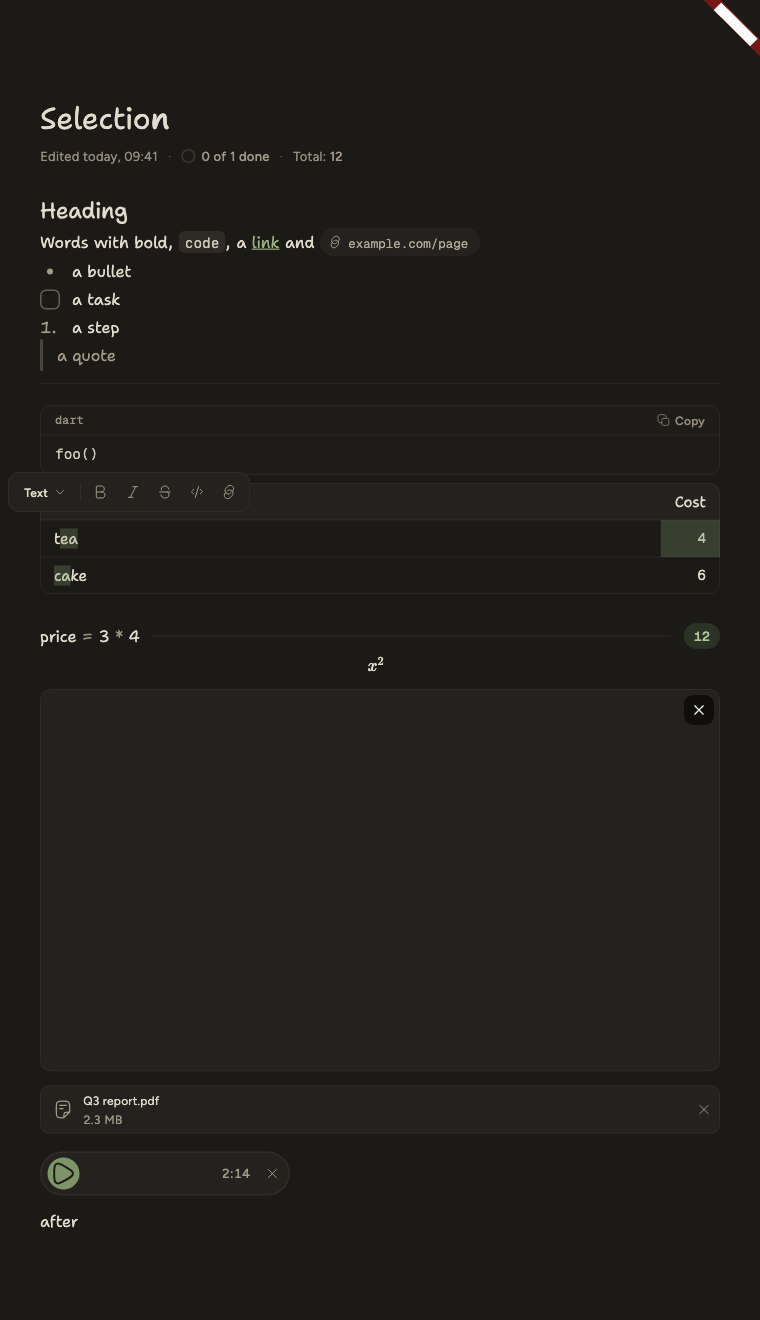 Selection
Edited today, 09:41 · 0 of 1 done · Total: 12
Heading
Words with bold, code, a link and example.com/page
• a bullet
a task
1. a step
a quote
dart Copy
foo()
Text B I S </>
Cost
tea 4
cake 6
price = 3 * 4 12
x²
Q3 report.pdf
2.3 MB
2:14
after